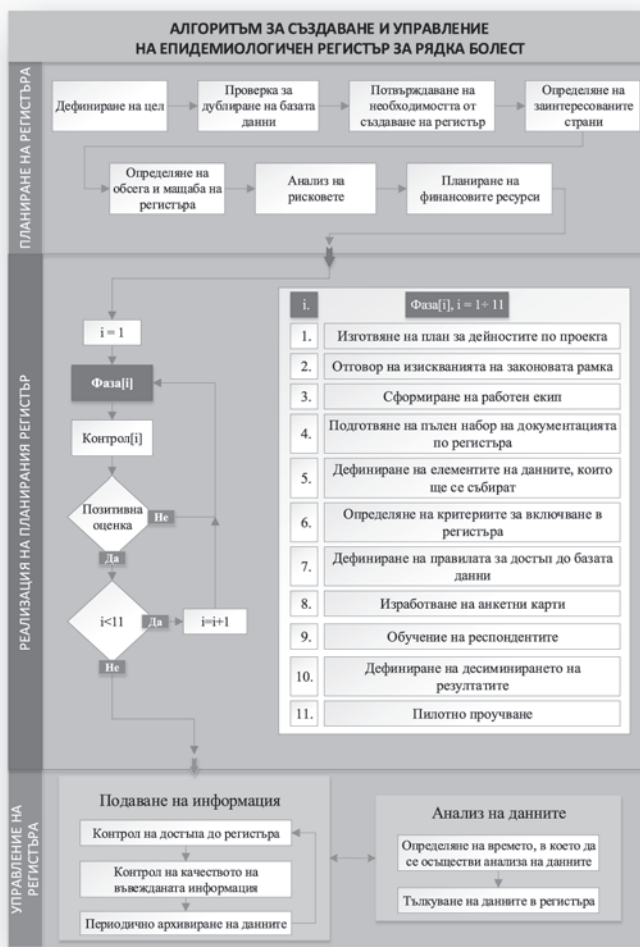 АЛГОРИТЪМ ЗА СЪЗДАВАНЕ И УПРАВЛЕНИЕ
НА ЕПИДЕМИОЛОГИЧЕН РЕГИСТЪР ЗА РЯДКА БОЛЕСТ
ПЛАНИРАНЕ НА РЕГИСТЪРА
Дефиниране на цел
Проверка за
дублиране на базата
данни
Потвърждаване на
необходимостта от
създаване на регистър
Определяне на
заинтересованите
страни
Определяне на
обсега и мащаба на
регистъра
Анализ на
рисковете
Планиране на
финансовите ресурси
РЕАЛИЗАЦИЯ НА ПЛАНИРАНИЯ РЕГИСТЪР
i = 1
Фаза[i]
Контрол[i]
Позитивна
оценка
Не
Да
i<11
Да
i=i+1
Не
i.
Фаза[i], i = 1÷ 11
1.
Изготвяне на план за дейностите по проекта
2.
Отговор на изискванията на законовата рамка
3.
Сформиране на работен екип
4.
Подготвяне на пълен набор на документацията
по регистъра
5.
Дефиниране на елементите на данните, които
ще се събират
6.
Определяне на критериите за включване в
регистъра
7.
Дефиниране на правилата за достъп до базата
данни
8.
Изработване на анкетни карти
9.
Обучение на респондентите
10.
Дефиниране на десиминирането на
резултатите
11.
Пилотно проучване
УПРАВЛЕНИЕ НА
РЕГИСТЪРА
Подаване на информация
Контрол на достъпа до регистъра
Контрол на качеството на
въвежданата информация
Периодично архивиране на данните
Анализ на данните
Определяне на времето, в което да
се осъществи анализа на данните
Тълкуване на данните в регистъра